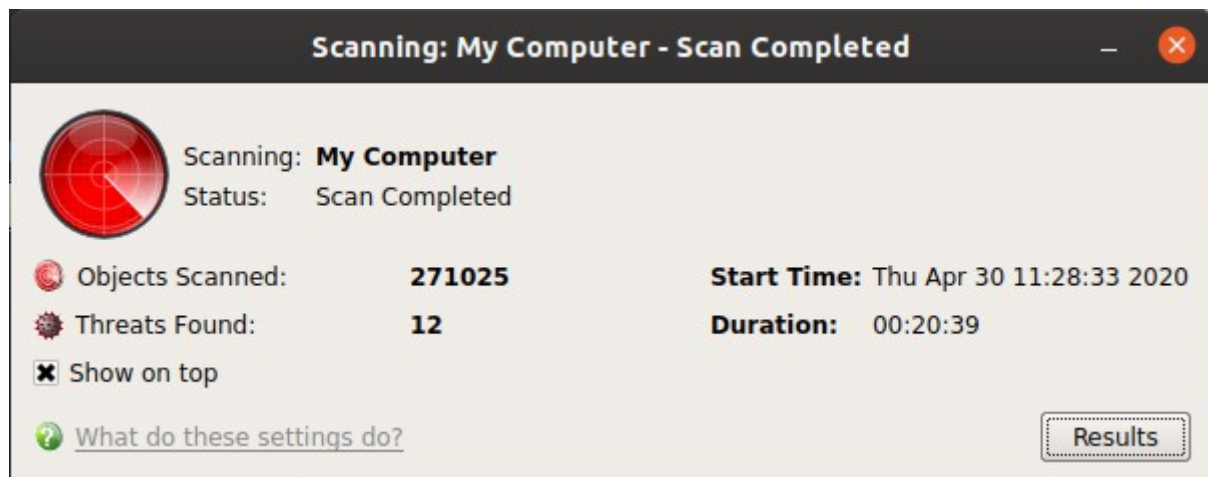 Scanning: My Computer - Scan Completed
Scanning: My Computer
Status: Scan Completed
Objects Scanned: 271025 Start Time: Thu Apr 30 11:28:33 2020
Threats Found: 12 Duration: 00:20:39
Show on top
What do these settings do?
Results